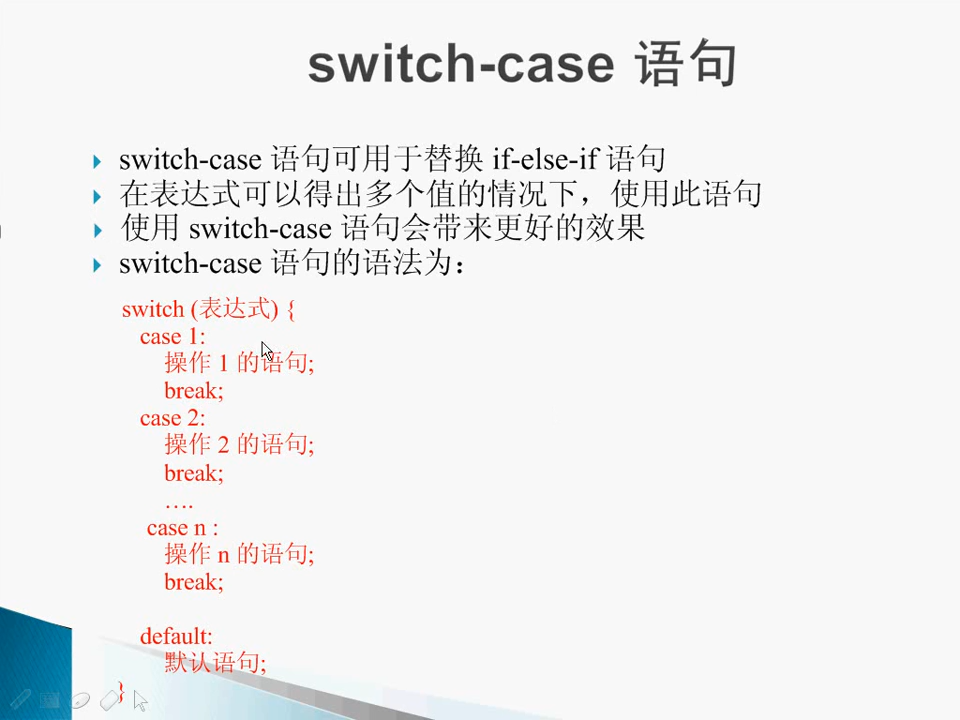 switch-case 语句
switch-case 语句可用于替换 if-else-if 语句
在表达式可以得出多个值的情况下，使用此语句
使用 switch-case 语句会带来更好的效果
switch-case 语句的语法为：
switch (表达式) {
case 1:
操作 1 的语句;
break;
case 2:
操作 2 的语句;
break;
….
case n :
操作 n 的语句;
break;
default:
默认语句;
}